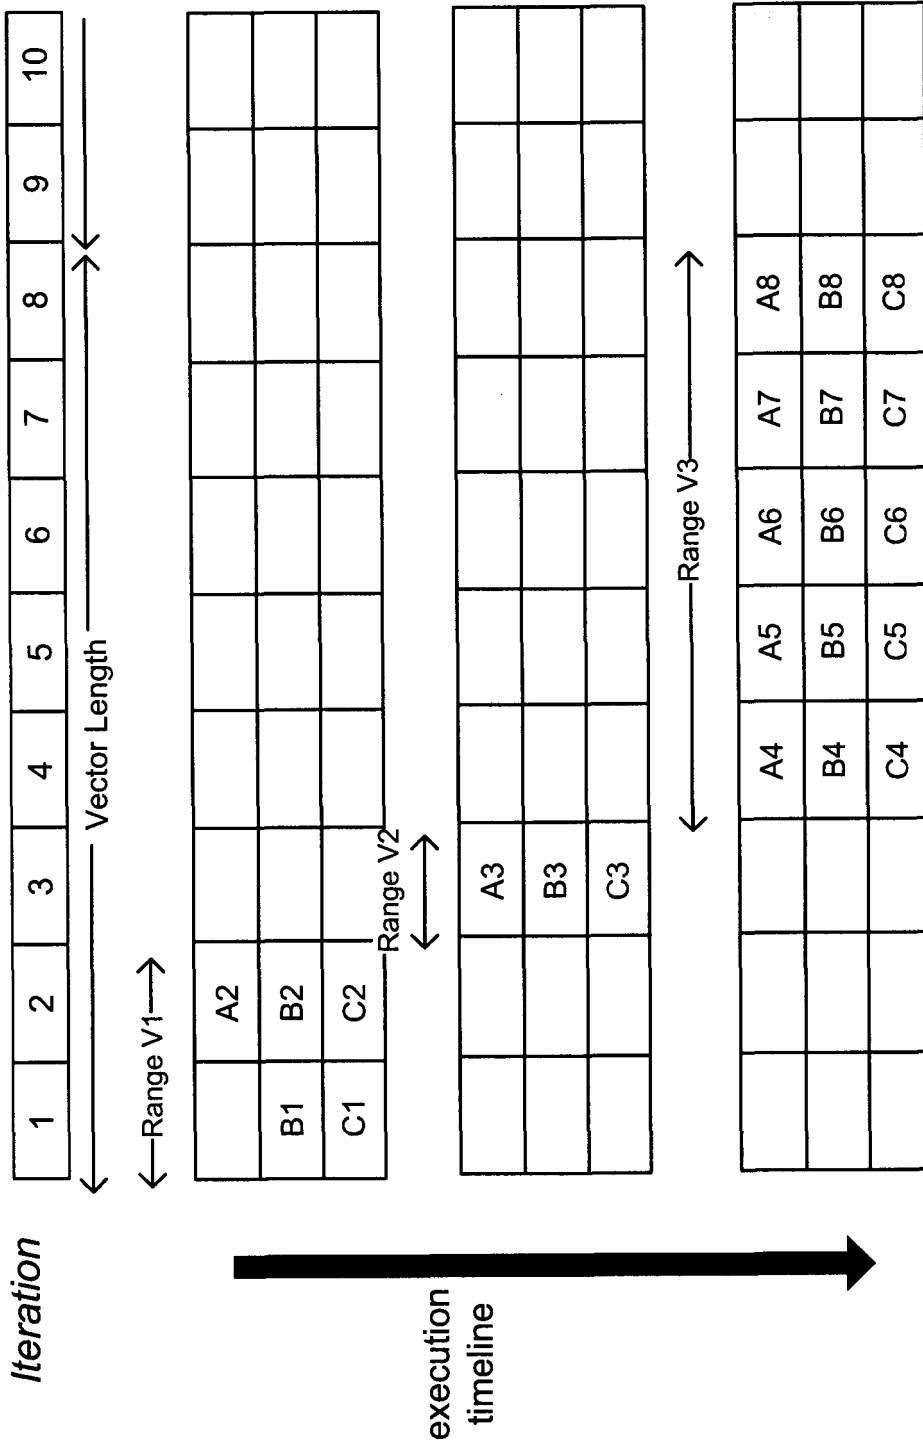 Iteration
1 2 3 4 5 6 7 8 9 10
Vector Length
Range V1
A2
B1 B2
C1 C2
Range V2
A3
B3
C3
Range V3
A4 A5 A6 A7 A8
B4 B5 B6 B7 B8
C4 C5 C6 C7 C8
execution
timeline